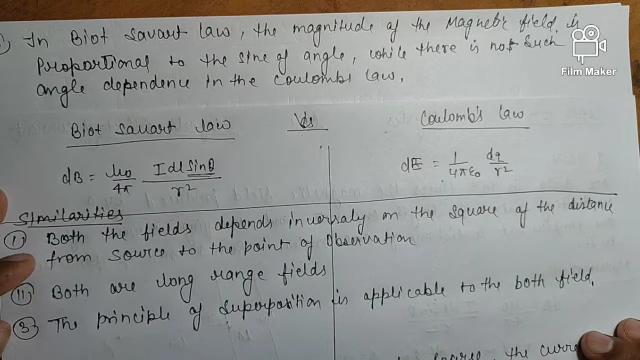 In Biot Savart law, the magnitude of the Magnetic field is
Proportional to the sine of angle, while there is not such
angle dependence in the Coulombs law.
Film Maker
Biot Savart law Vs Coulomb's law
dB = μ0/4π Idl sinθ/r² dE = 1/4πε0 dq/r²
Similarities
① Both the fields depends inversaly on the square of the distance
from source to the point of observation
⑪ Both are long range fields
③ The principle of superposition is applicable to the both field.
the curre